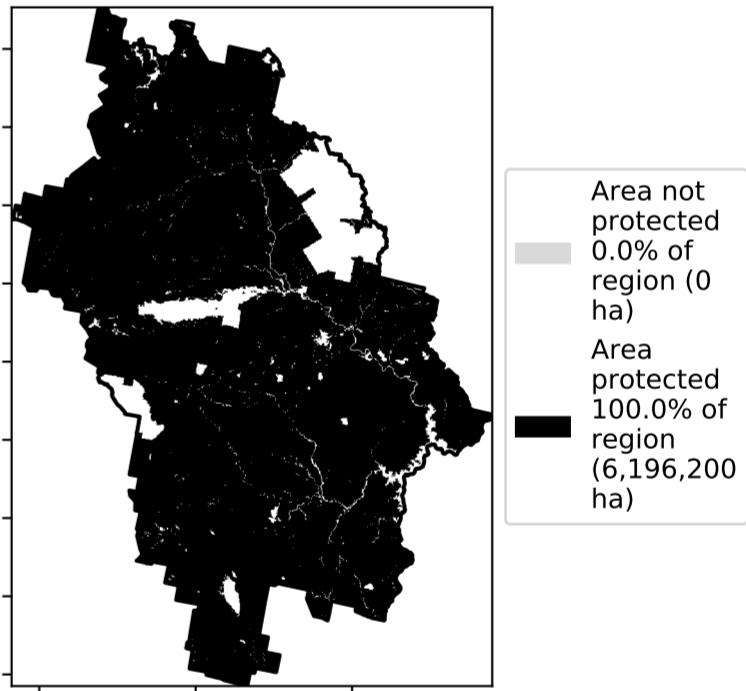 Area not
protected
0.0% of
region (0
ha)
Area
protected
100.0% of
region
(6,196,200
ha)